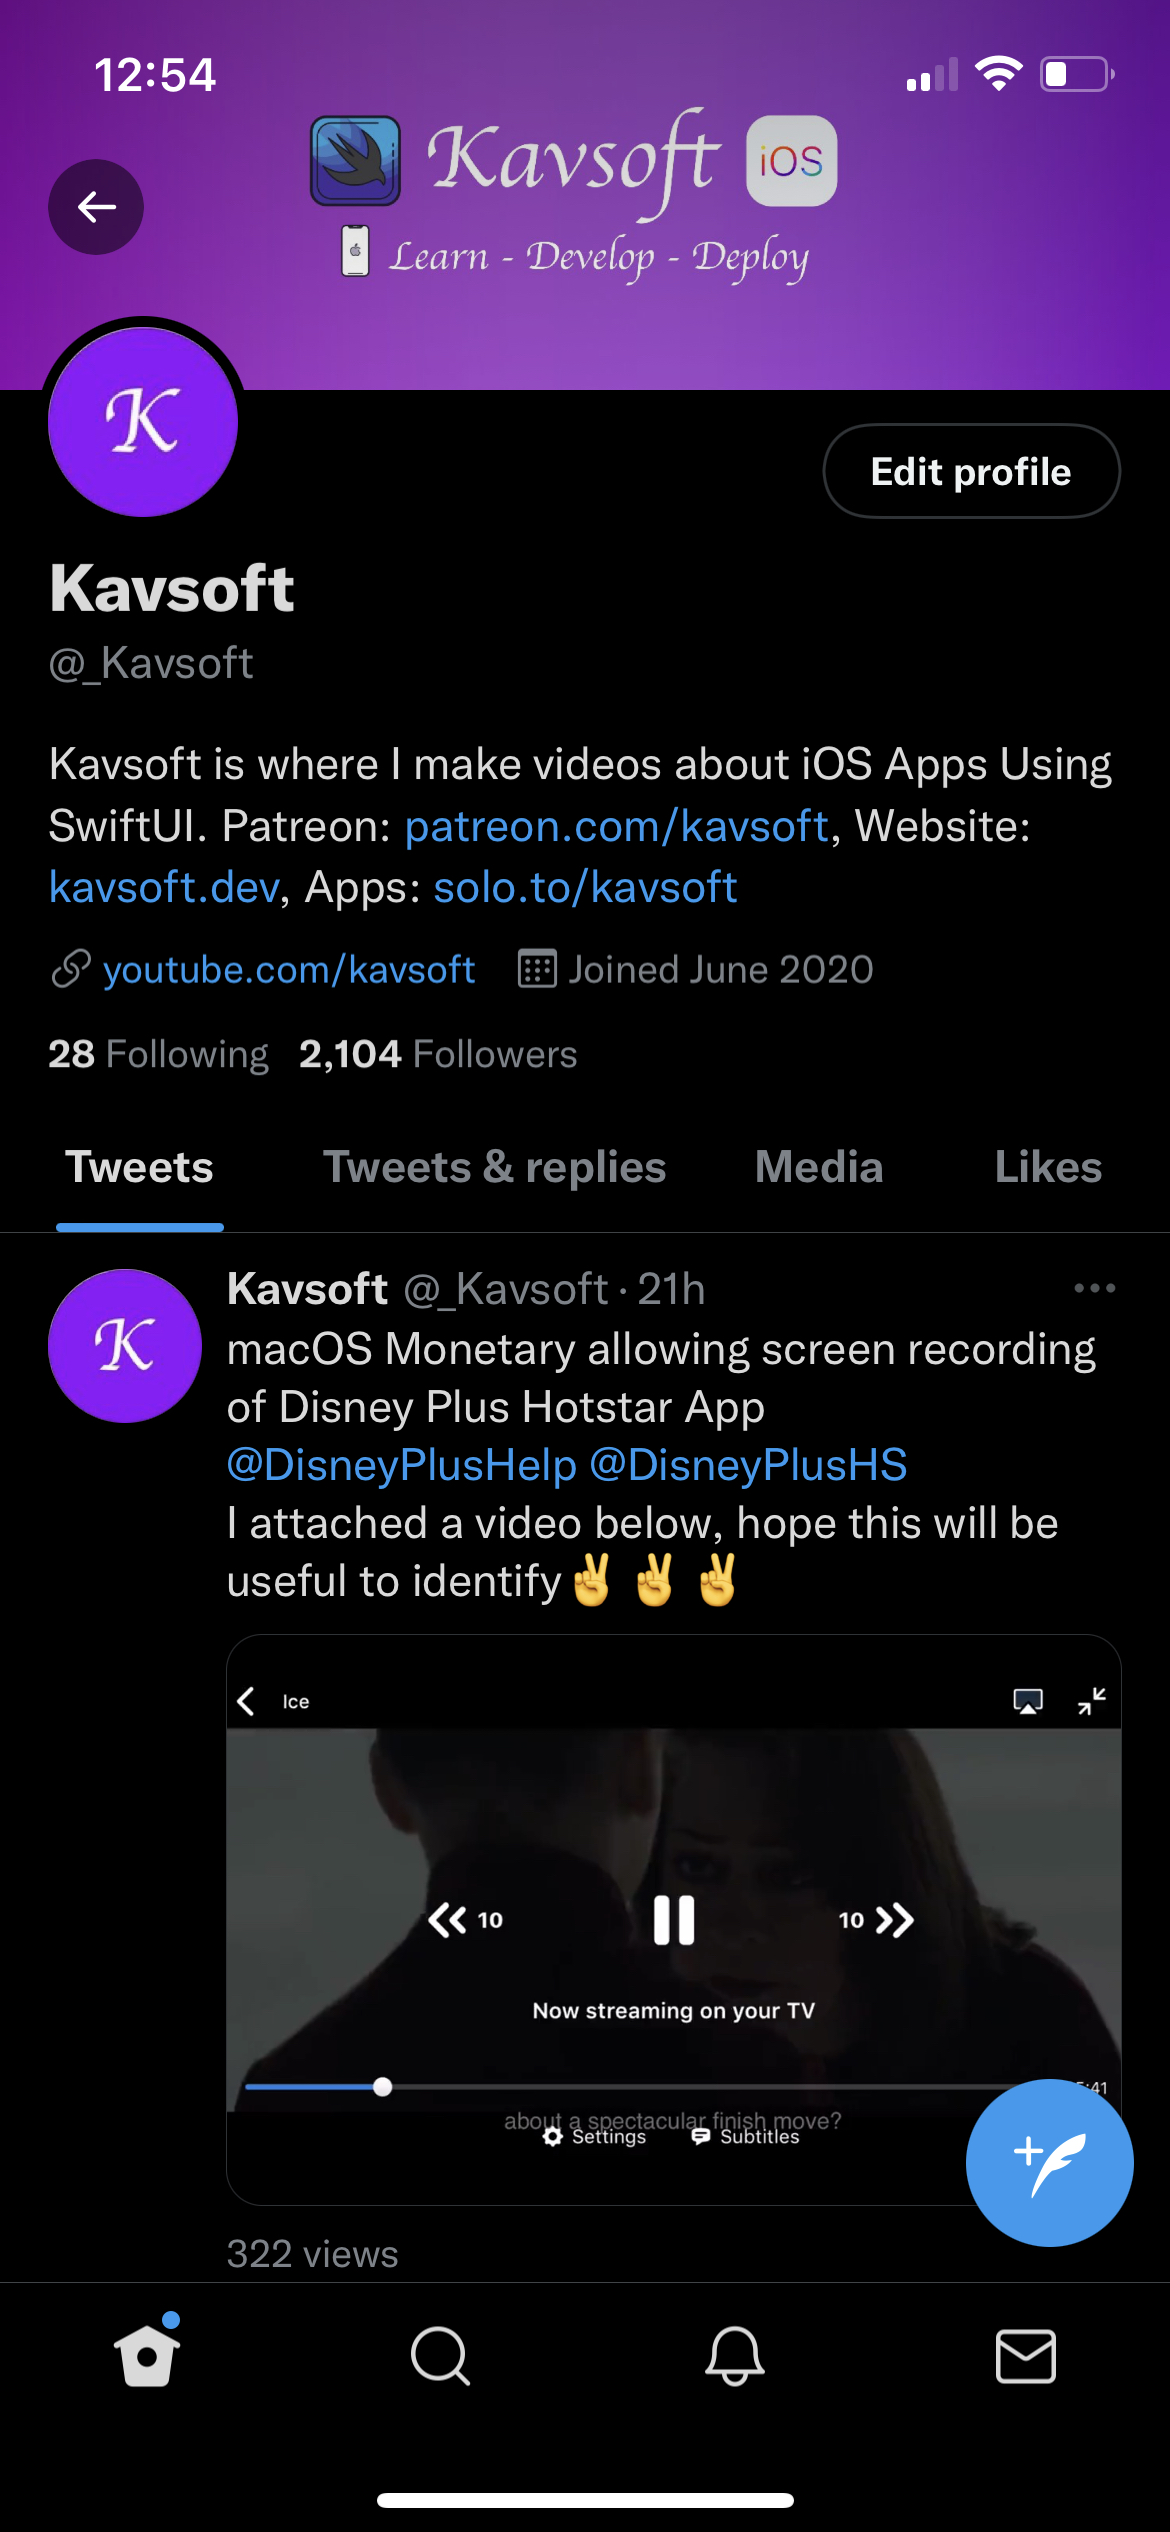 12:54
Kavsoft
iOS
Learn - Develop - Deploy
K
Edit profile
Kavsoft
@_Kavsoft
Kavsoft is where I make videos about iOS Apps Using
SwiftUI. Patreon: patreon.com/kavsoft, Website:
kavsoft.dev, Apps: solo.to/kavsoft
youtube.com/kavsoft Joined June 2020
28 Following 2,104 Followers
Tweets Tweets & replies Media Likes
K
Kavsoft @_Kavsoft · 21h
macOS Monetary allowing screen recording
of Disney Plus Hotstar App
@DisneyPlusHelp @DisneyPlusHS
I attached a video below, hope this will be
useful to identify✌️ ✌️ ✌️
Ice
10 10
Now streaming on your TV
about a spectacular finish move?
Settings Subtitles
322 views